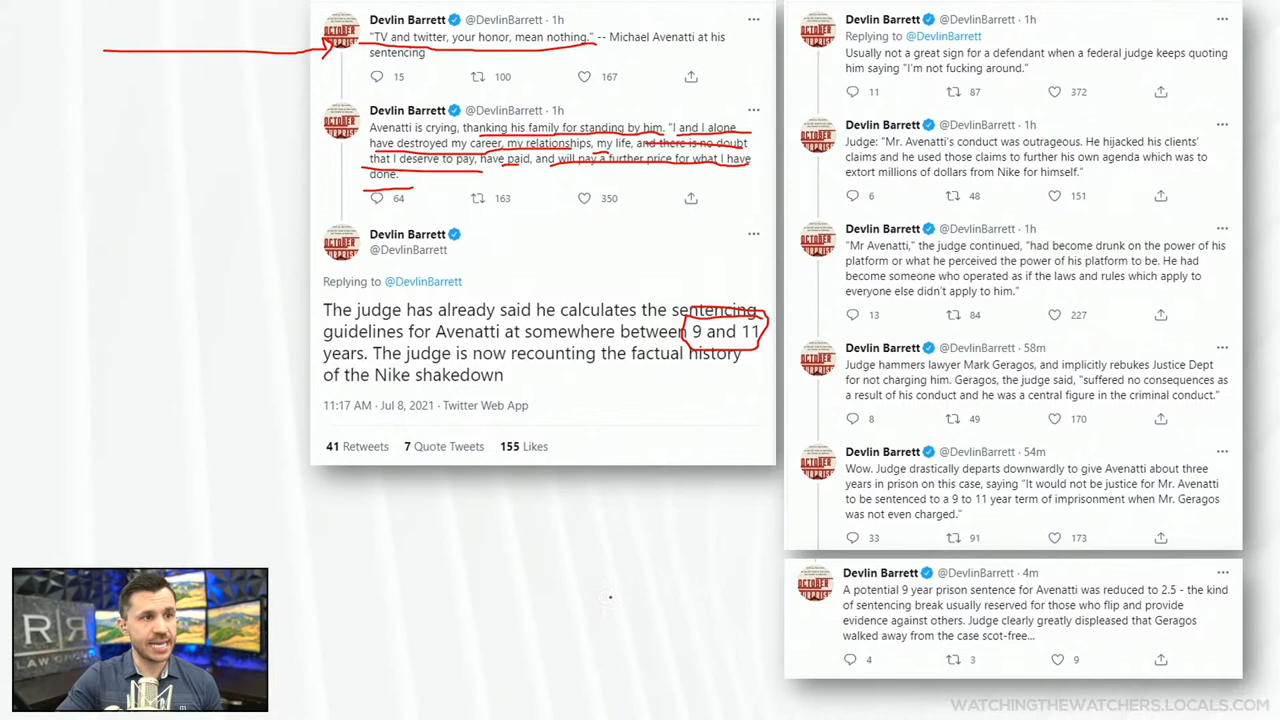 Devlin Barrett @DevlinBarrett · 1h
"TV and twitter, your honor, mean nothing." -- Michael Avenatti at his
sentencing
15 100 167
Devlin Barrett @DevlinBarrett · 1h
Avenatti is crying, thanking his family for standing by him. "I and I alone
have destroyed my career, my relationships, my life, and there is no doubt
that I deserve to pay, have paid, and will pay a further price for what I have
done.
64 163 350
Devlin Barrett
@DevlinBarrett
Replying to @DevlinBarrett
The judge has already said he calculates the sentencing
guidelines for Avenatti at somewhere between 9 and 11
years. The judge is now recounting the factual history
of the Nike shakedown
11:17 AM · Jul 8, 2021 · Twitter Web App
41 Retweets 7 Quote Tweets 155 Likes
Devlin Barrett @DevlinBarrett · 1h
Replying to @DevlinBarrett
Usually not a great sign for a defendant when a federal judge keeps quoting
him saying "I'm not fucking around."
11 87 372
Devlin Barrett @DevlinBarrett · 1h
Judge: "Mr. Avenatti's conduct was outrageous. He hijacked his clients'
claims and he used those claims to further his own agenda which was to
extort millions of dollars from Nike for himself."
6 48 151
Devlin Barrett @DevlinBarrett · 1h
"Mr Avenatti," the judge continued, "had become drunk on the power of his
platform or what he perceived the power of his platform to be. He had
become someone who operated as if the laws and rules which apply to
everyone else didn't apply to him."
13 84 227
Devlin Barrett @DevlinBarrett · 58m
Judge hammers lawyer Mark Geragos, and implicitly rebukes Justice Dept
for not charging him. Geragos, the judge said, "suffered no consequences as
a result of his conduct and he was a central figure in the criminal conduct."
8 49 170
Devlin Barrett @DevlinBarrett · 54m
Wow. Judge drastically departs downwardly to give Avenatti about three
years in prison on this case, saying "It would not be justice for Mr. Avenatti
to be sentenced to a 9 to 11 year term of imprisonment when Mr. Geragos
was not even charged."
33 91 173
Devlin Barrett @DevlinBarrett · 4m
A potential 9 year prison sentence for Avenatti was reduced to 2.5 - the kind
of sentencing break usually reserved for those who flip and provide
evidence against others. Judge clearly greatly displeased that Geragos
walked away from the case scot-free...
4 3 9
R R
LAW GROUP
WATCHINGTHEWATCHERS.LOCALS.COM